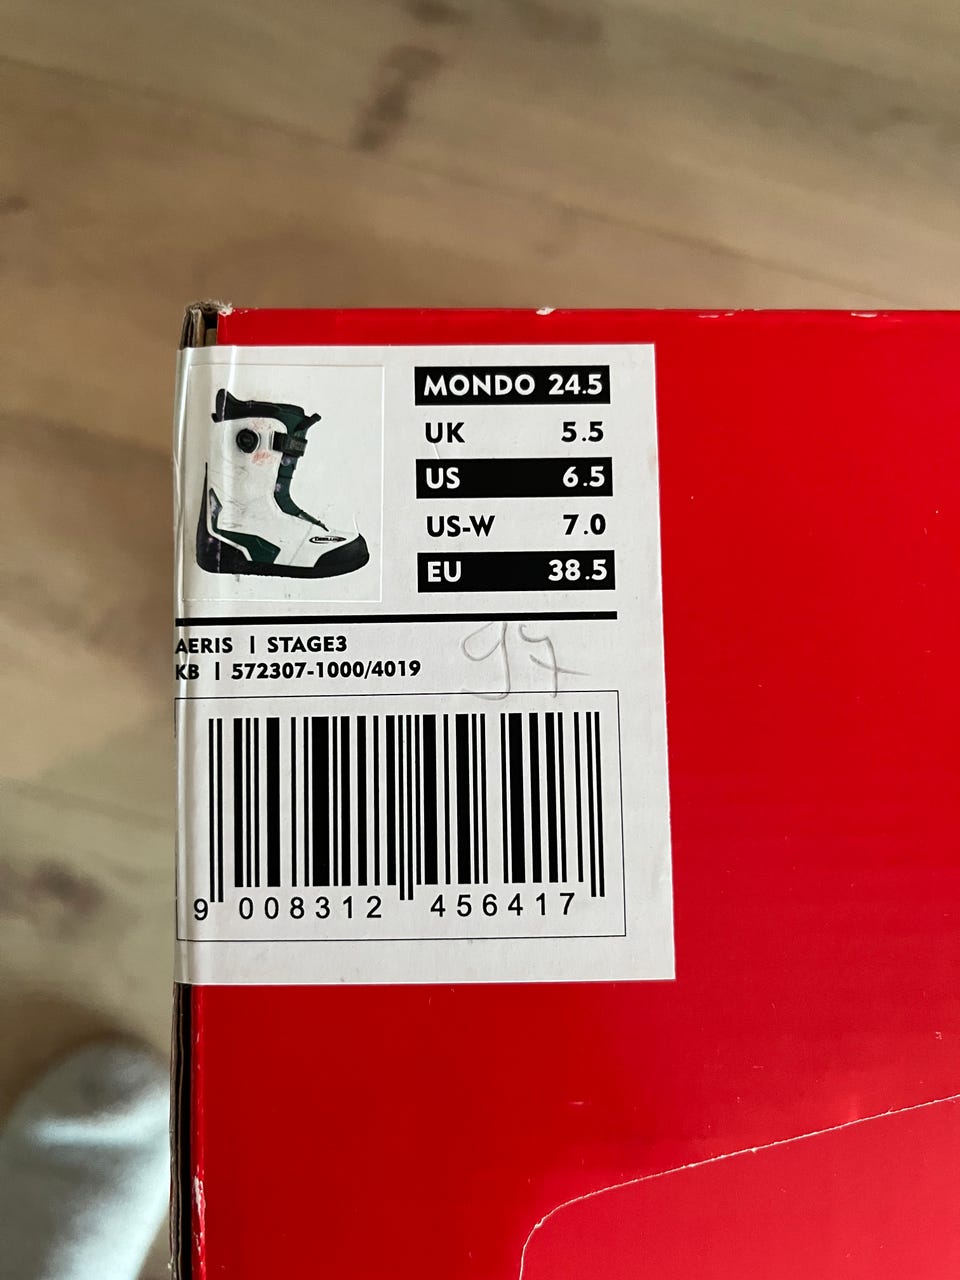 MONDO 24.5
UK 5.5
US 6.5
US-W 7.0
EU 38.5
AERIS | STAGE3
KB | 572307-1000/4019
97
9 008312 456417